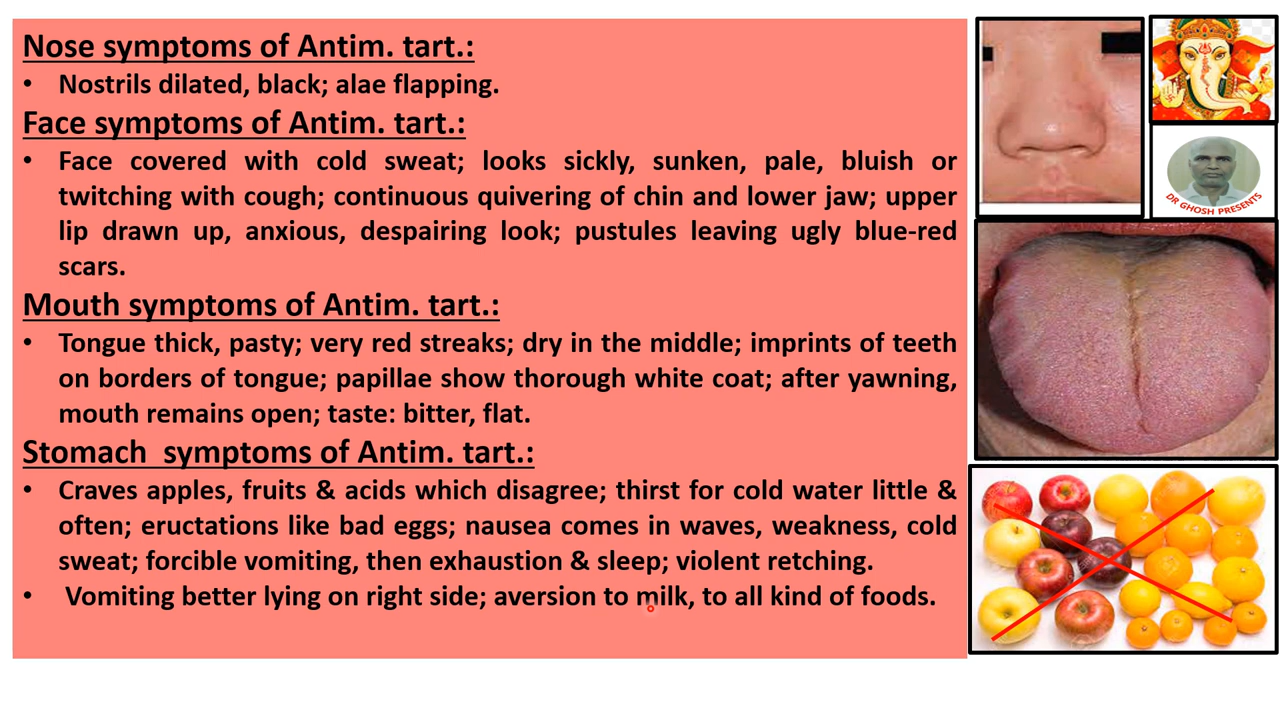 Nose symptoms of Antim. tart.:
• Nostrils dilated, black; alae flapping.
Face symptoms of Antim. tart.:
• Face covered with cold sweat; looks sickly, sunken, pale, bluish or
twitching with cough; continuous quivering of chin and lower jaw; upper
lip drawn up, anxious, despairing look; pustules leaving ugly blue-red
scars.
Mouth symptoms of Antim. tart.:
• Tongue thick, pasty; very red streaks; dry in the middle; imprints of teeth
on borders of tongue; papillae show thorough white coat; after yawning,
mouth remains open; taste: bitter, flat.
Stomach symptoms of Antim. tart.:
• Craves apples, fruits & acids which disagree; thirst for cold water little &
often; eructations like bad eggs; nausea comes in waves, weakness, cold
sweat; forcible vomiting, then exhaustion & sleep; violent retching.
• Vomiting better lying on right side; aversion to milk, to all kind of foods.
DR GHOSH PRESENTS